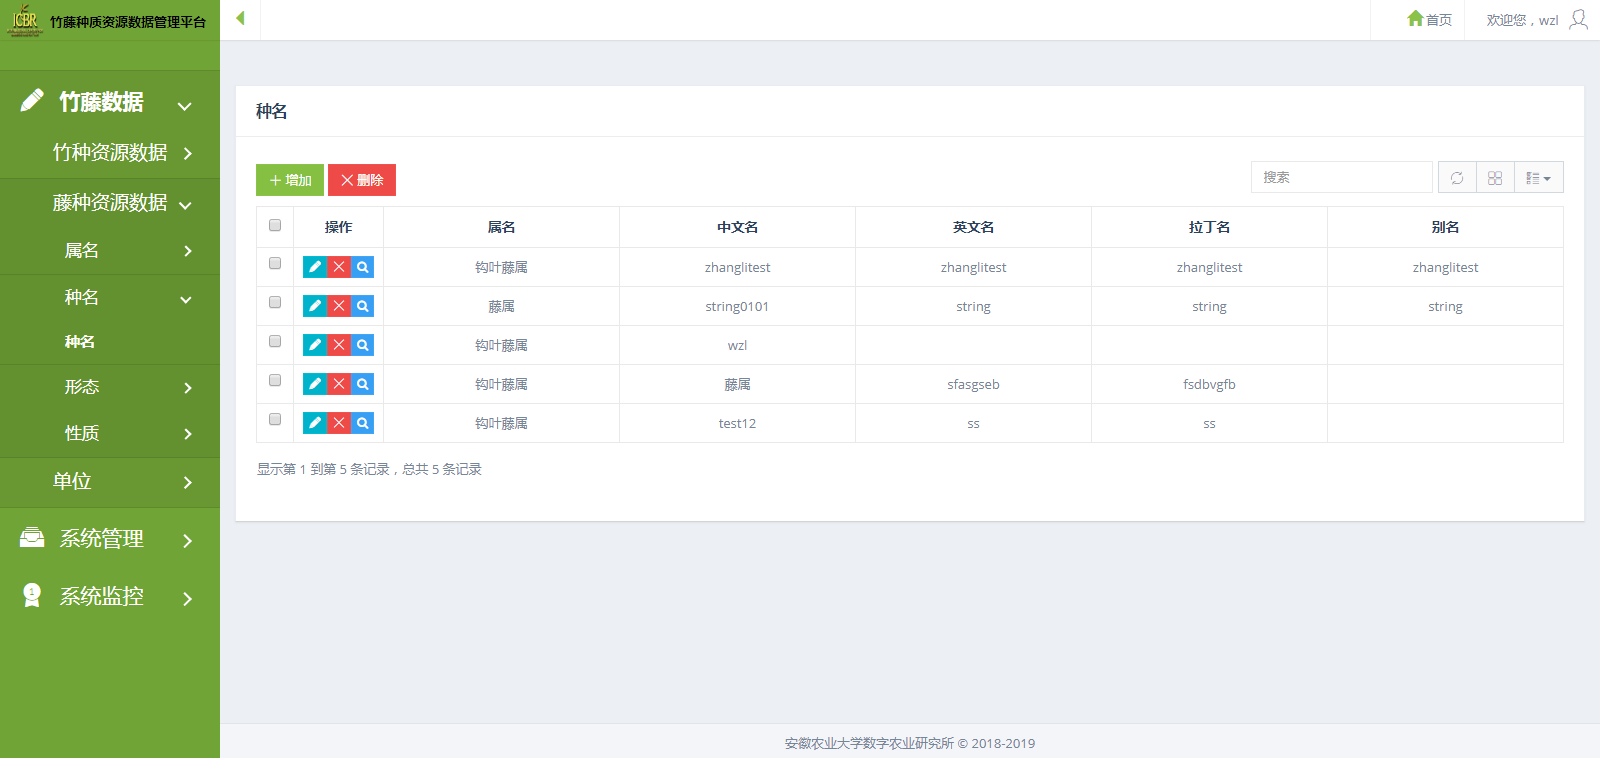 ICBR 竹藤种质资源数据管理平台
首页 欢迎您，wzl
竹藤数据
竹种资源数据
藤种资源数据
属名
种名
种名
形态
性质
单位
系统管理
系统监控
种名
增加 删除 搜索
操作 属名 中文名 英文名 拉丁名 别名
钩叶藤属 zhanglitest zhanglitest zhanglitest zhanglitest
藤属 string0101 string string string
钩叶藤属 wzl
钩叶藤属 藤属 sfasgseb fsdbvgfb
钩叶藤属 test12 ss ss
显示第 1 到第 5 条记录，总共 5 条记录
安徽农业大学数字农业研究所 © 2018-2019